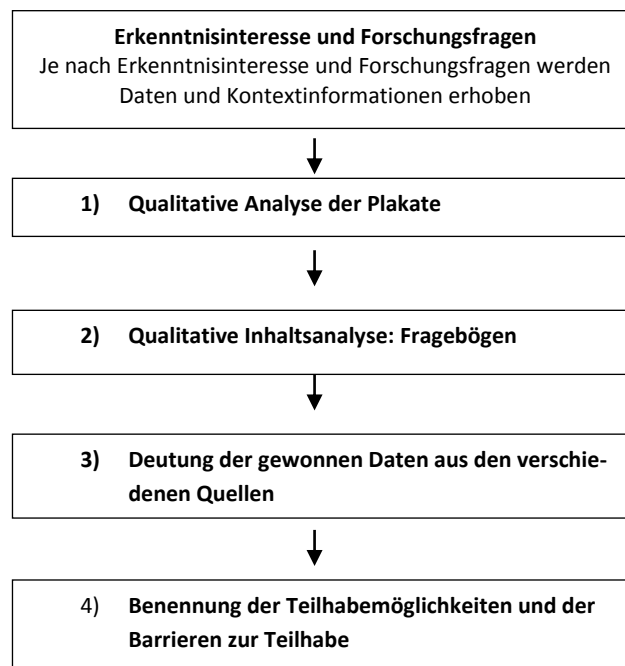 Erkenntnisinteresse und Forschungsfragen
Je nach Erkenntnisinteresse und Forschungsfragen werden
Daten und Kontextinformationen erhoben
1) Qualitative Analyse der Plakate
2) Qualitative Inhaltsanalyse: Fragebögen
3) Deutung der gewonnen Daten aus den verschie-
denen Quellen
4) Benennung der Teilhabemöglichkeiten und der
Barrieren zur Teilhabe